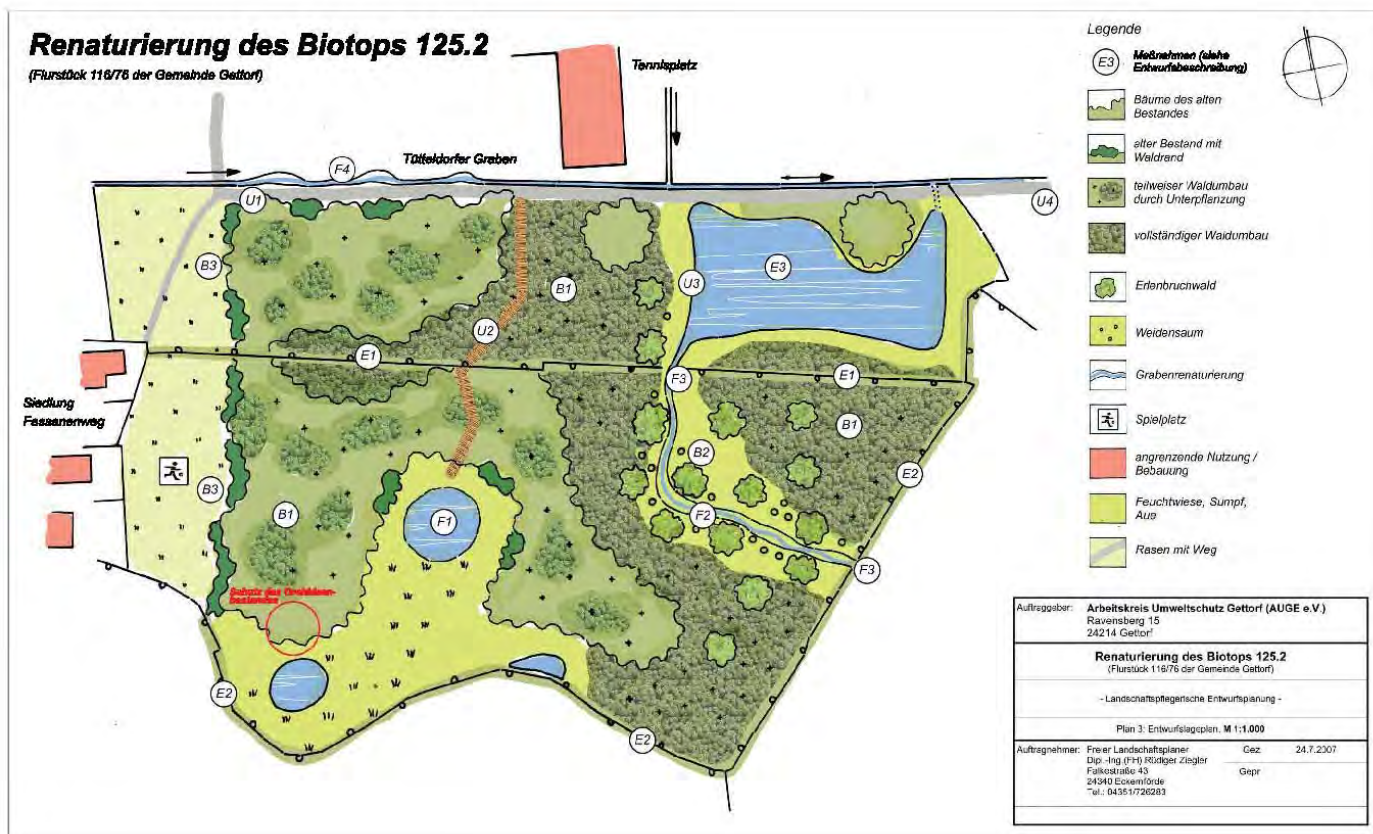 Renaturierung des Biotops 125.2
(Flurstück 116/76 der Gemeinde Gettorf)
Tennisplatz
Tütteldorfer Graben
F4
U1
U4
B3
B1
U3
E3
U2
E1
F3
E1
Siedlung
Fasanenweg
B1
B2
E2
B3
B1
F1
F2
F3
Schutz des Orchideen-
bestandes
E2
E2
Legende
E3
Maßnahmen (siehe
Entwurfsbeschreibung)
Bäume des alten
Bestandes
alter Bestand mit
Waldrand
teilweiser Waldumbau
durch Unterpflanzung
vollständiger Waldumbau
Erlenbruchwald
Weidensaum
Grabenrenaturierung
Spielplatz
angrenzende Nutzung /
Bebauung
Feuchtwiese, Sumpf,
Aue
Rasen mit Weg
Auftraggeber: Arbeitskreis Umweltschutz Gettorf (AUGE e.V.)
Ravensberg 15
24214 Gettorf
Renaturierung des Biotops 125.2
(Flurstück 116/76 der Gemeinde Gettorf)
- Landschaftspflegerische Entwurfsplanung -
Plan 3: Entwurfslageplan, M 1:1.000
Auftragnehmer: Freier Landschaftsplaner Gez. 24.7.2007
Dipl.-Ing.(FH) Rüdiger Ziegler
Falkestraße 43 Gepr
24340 Eckernförde
Tel.: 04351/726283